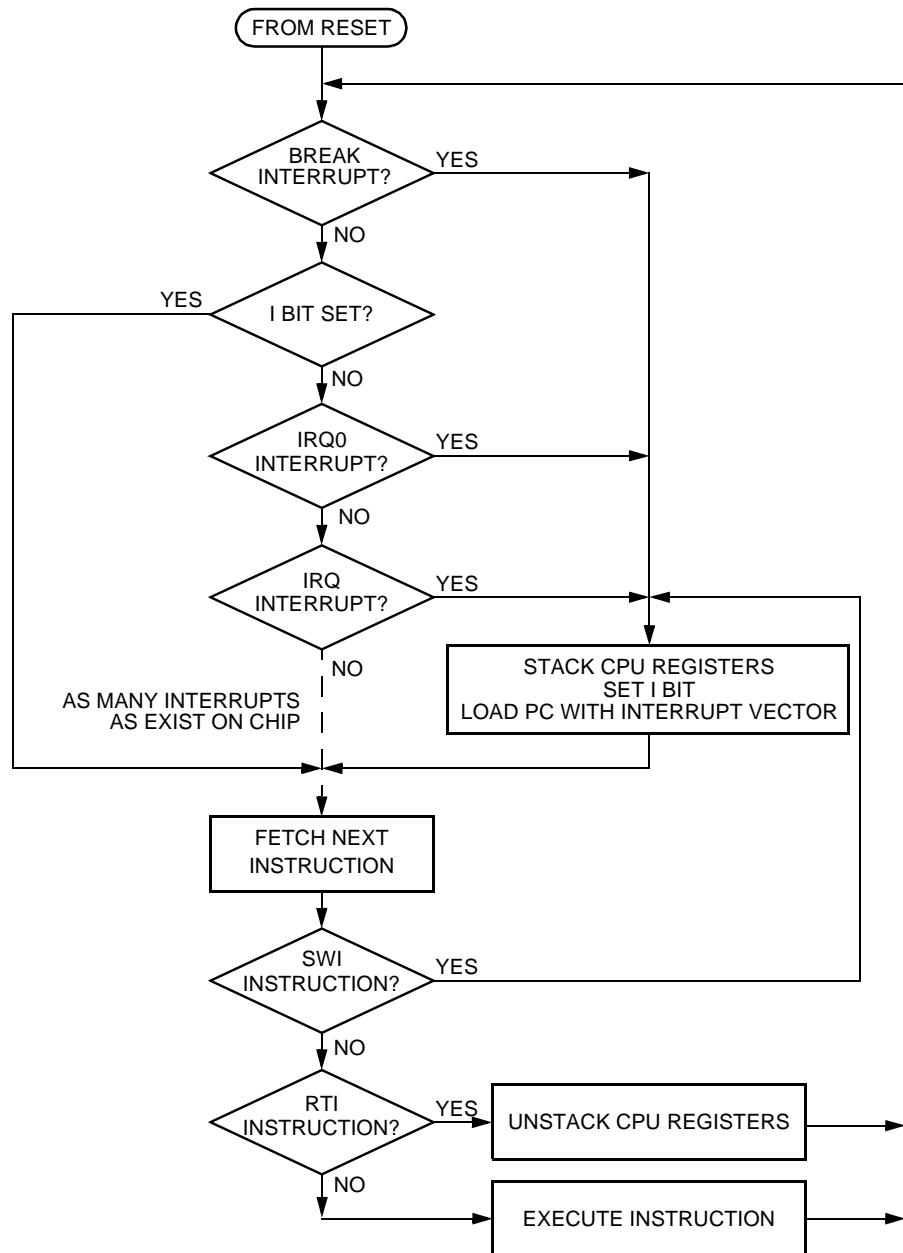 FROM RESET
BREAK
INTERRUPT?
YES
NO
YES
I BIT SET?
NO
IRQ0
INTERRUPT?
YES
NO
IRQ
INTERRUPT?
YES
NO
STACK CPU REGISTERS
SET I BIT
LOAD PC WITH INTERRUPT VECTOR
AS MANY INTERRUPTS
AS EXIST ON CHIP
FETCH NEXT
INSTRUCTION
SWI
INSTRUCTION?
YES
NO
RTI
INSTRUCTION?
YES
UNSTACK CPU REGISTERS
NO
EXECUTE INSTRUCTION